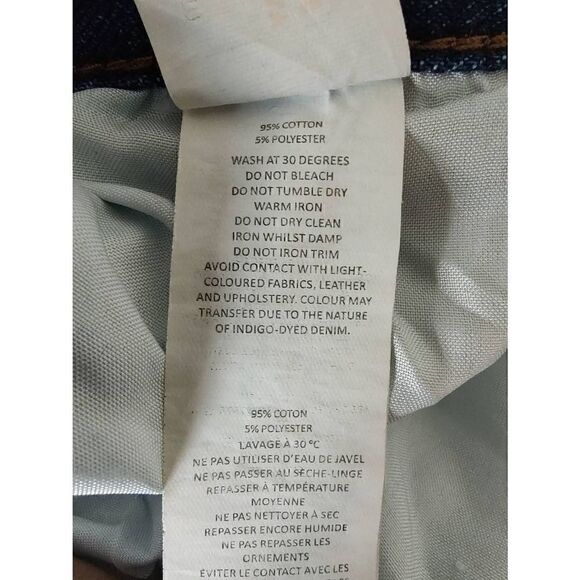 95% COTTON
5% POLYESTER
WASH AT 30 DEGREES
DO NOT BLEACH
DO NOT TUMBLE DRY
WARM IRON
DO NOT DRY CLEAN
IRON WHILST DAMP
DO NOT IRON TRIM
AVOID CONTACT WITH LIGHT-
COLOURED FABRICS, LEATHER
AND UPHOLSTERY. COLOUR MAY
TRANSFER DUE TO THE NATURE
OF INDIGO-DYED DENIM.
95% COTON
5% POLYESTER
LAVAGE À 30 °C
NE PAS UTILISER D'EAU DE JAVEL
NE PAS PASSER AU SÈCHE-LINGE
REPASSER À TEMPÉRATURE
MOYENNE
NE PAS NETTOYER À SEC
REPASSER ENCORE HUMIDE
NE PAS REPASSER LES
ORNEMENTS
ÉVITER LE CONTACT AVEC LES